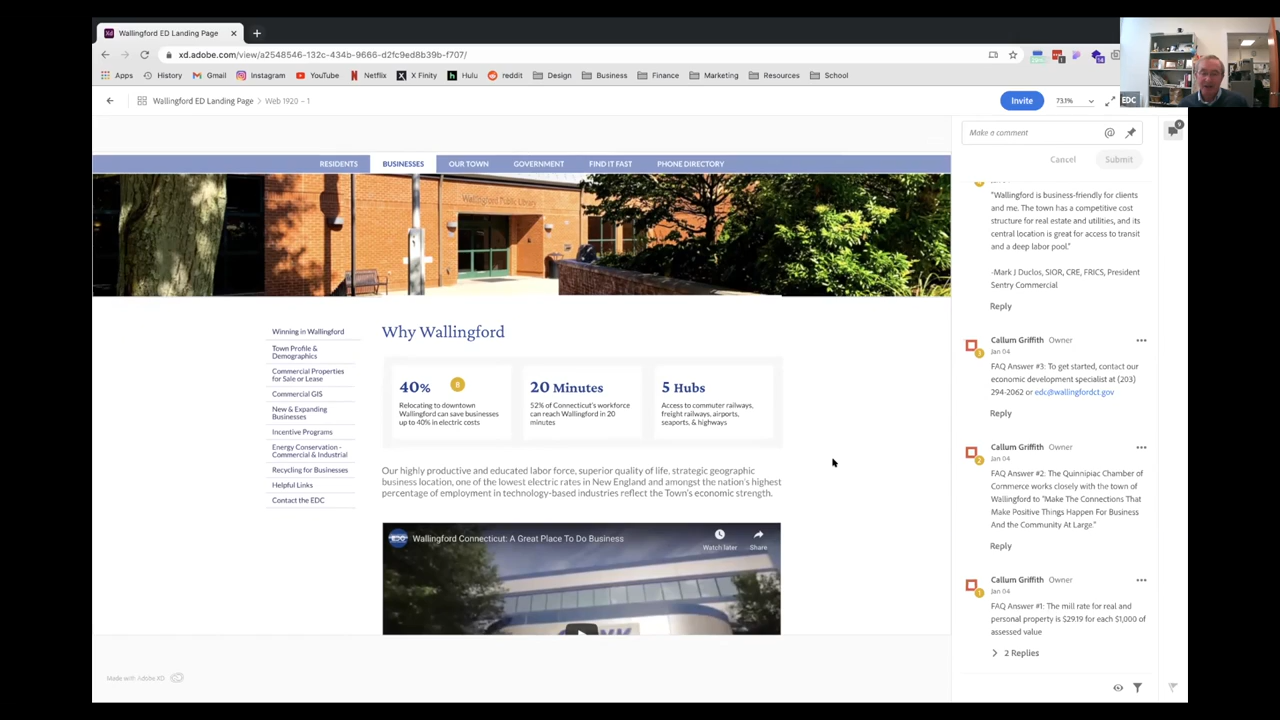 Wallingford ED Landing Page
xd.adobe.com/view/a2548546-132c-434b-9666-d2fc9ed8b39b-f707/
Apps History Gmail Instagram YouTube Netflix X Finity Hulu reddit Design Business Finance Marketing Resources School
EDC
Wallingford ED Landing Page > Web 1920 – 1
Invite
73.1%
RESIDENTS BUSINESSES OUR TOWN GOVERNMENT FIND IT FAST PHONE DIRECTORY
Wallingford Public Library
Winning in Wallingford
Town Profile &
Demographics
Commercial Properties
for Sale or Lease
Commercial GIS
New & Expanding
Businesses
Incentive Programs
Energy Conservation -
Commercial & Industrial
Recycling for Businesses
Helpful Links
Contact the EDC
Why Wallingford
40%
8
Relocating to downtown
Wallingford can save businesses
up to 40% in electric costs
20 Minutes
52% of Connecticut's workforce
can reach Wallingford in 20
minutes
5 Hubs
Access to commuter railways,
freight railways, airports,
seaports, & highways
Our highly productive and educated labor force, superior quality of life, strategic geographic
business location, one of the lowest electric rates in New England and amongst the nation's highest
percentage of employment in technology-based industries reflect the Town's economic strength.
EDC
Wallingford Connecticut: A Great Place To Do Business
Watch later
Share
Made with Adobe XD
Make a comment
@
9
Cancel
Submit
"Wallingford is business-friendly for clients
and me. The town has a competitive cost
structure for real estate and utilities, and its
central location is great for access to transit
and a deep labor pool."
-Mark J Duclos, SIOR, CRE, FRICS, President
Sentry Commercial
Reply
Callum Griffith Owner
Jan 04
3
FAQ Answer #3: To get started, contact our
economic development specialist at (203)
294-2062 or edc@wallingfordct.gov
Reply
Callum Griffith Owner
Jan 04
2
FAQ Answer #2: The Quinnipiac Chamber of
Commerce works closely with the town of
Wallingford to "Make The Connections That
Make Positive Things Happen For Business
And the Community At Large."
Reply
Callum Griffith Owner
Jan 04
1
FAQ Answer #1: The mill rate for real and
personal property is $29.19 for each $1,000 of
assessed value
2 Replies